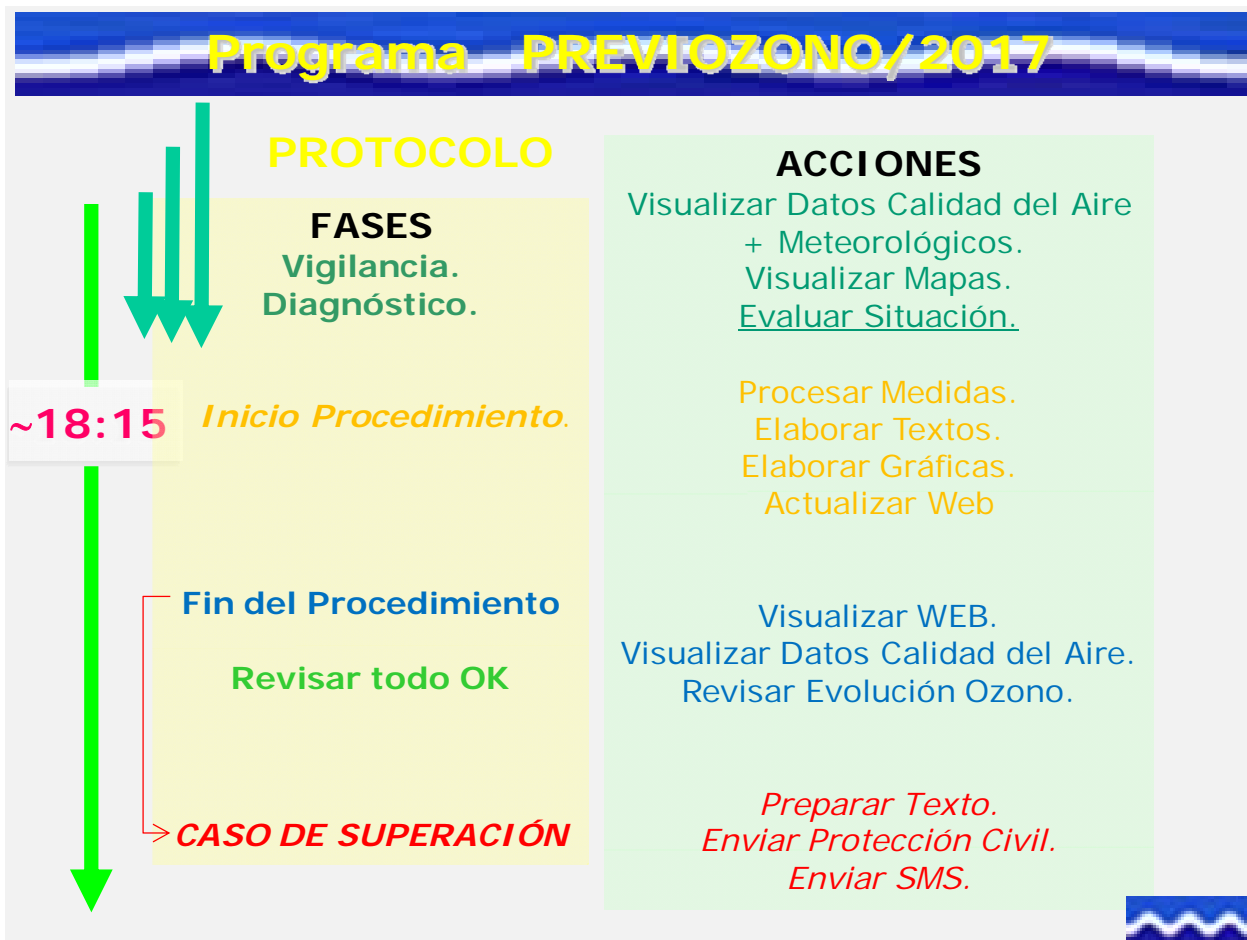 Programa PREVIOZONO/2017
PROTOCOLO
FASES
Vigilancia.
Diagnóstico.
~18:15
Inicio Procedimiento.
Fin del Procedimiento
Revisar todo OK
CASO DE SUPERACIÓN
ACCIONES
Visualizar Datos Calidad del Aire
+ Meteorológicos.
Visualizar Mapas.
Evaluar Situación.
Procesar Medidas.
Elaborar Textos.
Elaborar Gráficas.
Actualizar Web
Visualizar WEB.
Visualizar Datos Calidad del Aire.
Revisar Evolución Ozono.
Preparar Texto.
Enviar Protección Civil.
Enviar SMS.